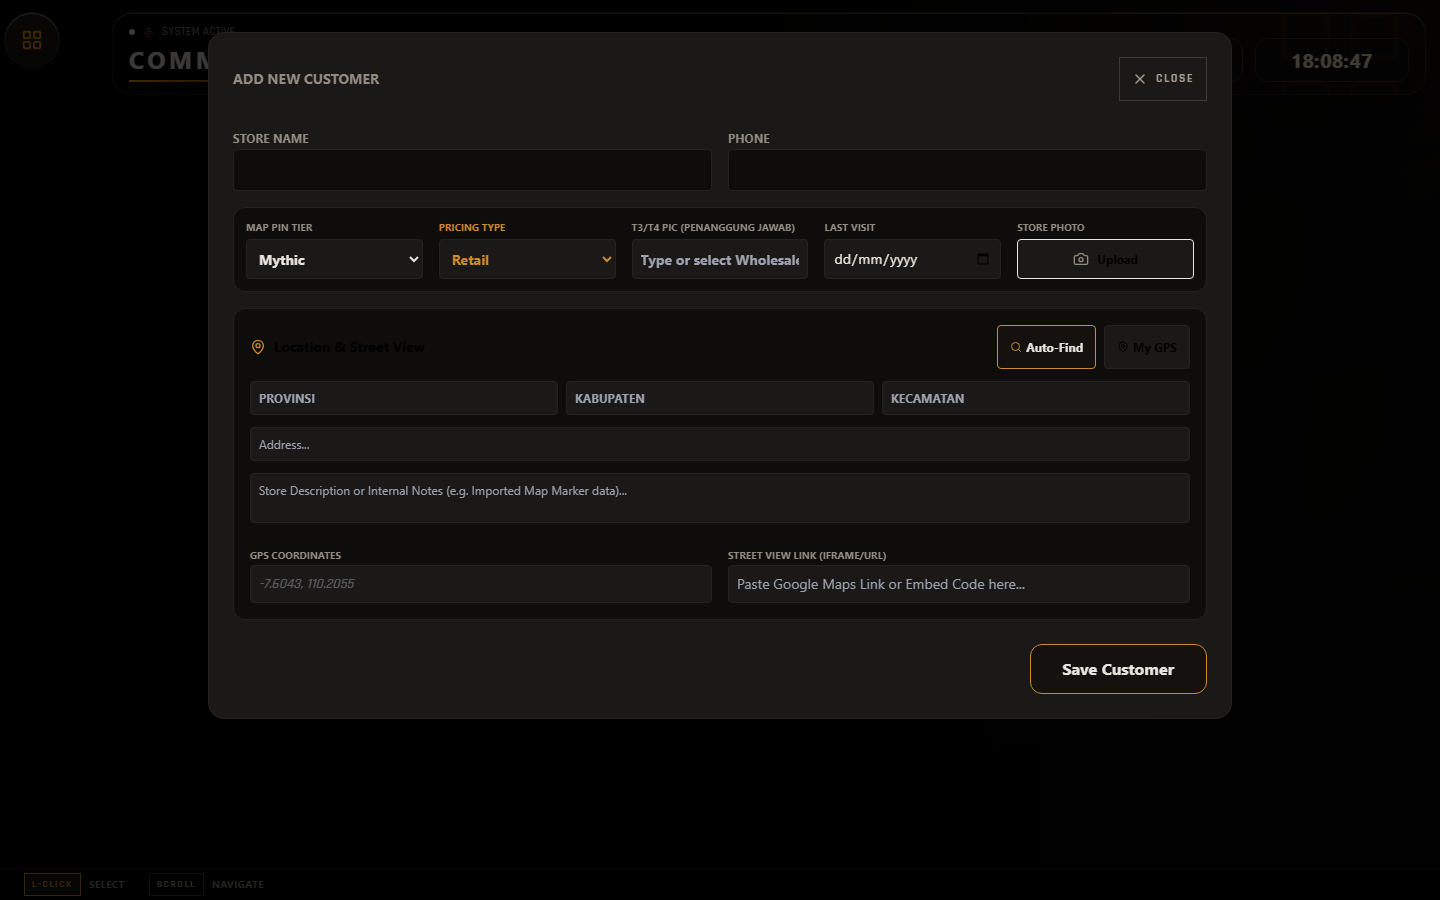 SYSTEM ACTIVE
COMM
18:08:47
ADD NEW CUSTOMER
CLOSE
STORE NAME
PHONE
MAP PIN TIER
PRICING TYPE
T3/T4 PIC (PENANGGUNG JAWAB)
LAST VISIT
STORE PHOTO
Mythic
Retail
Type or select Wholesale
dd/mm/yyyy
Upload
Location & Street View
Auto-Find
My GPS
PROVINSI
KABUPATEN
KECAMATAN
Address...
Store Description or Internal Notes (e.g. Imported Map Marker data)...
GPS COORDINATES
STREET VIEW LINK (IFRAME/URL)
-7.6043, 110.2055
Paste Google Maps Link or Embed Code here...
Save Customer
L-CLICK SELECT SCROLL NAVIGATE